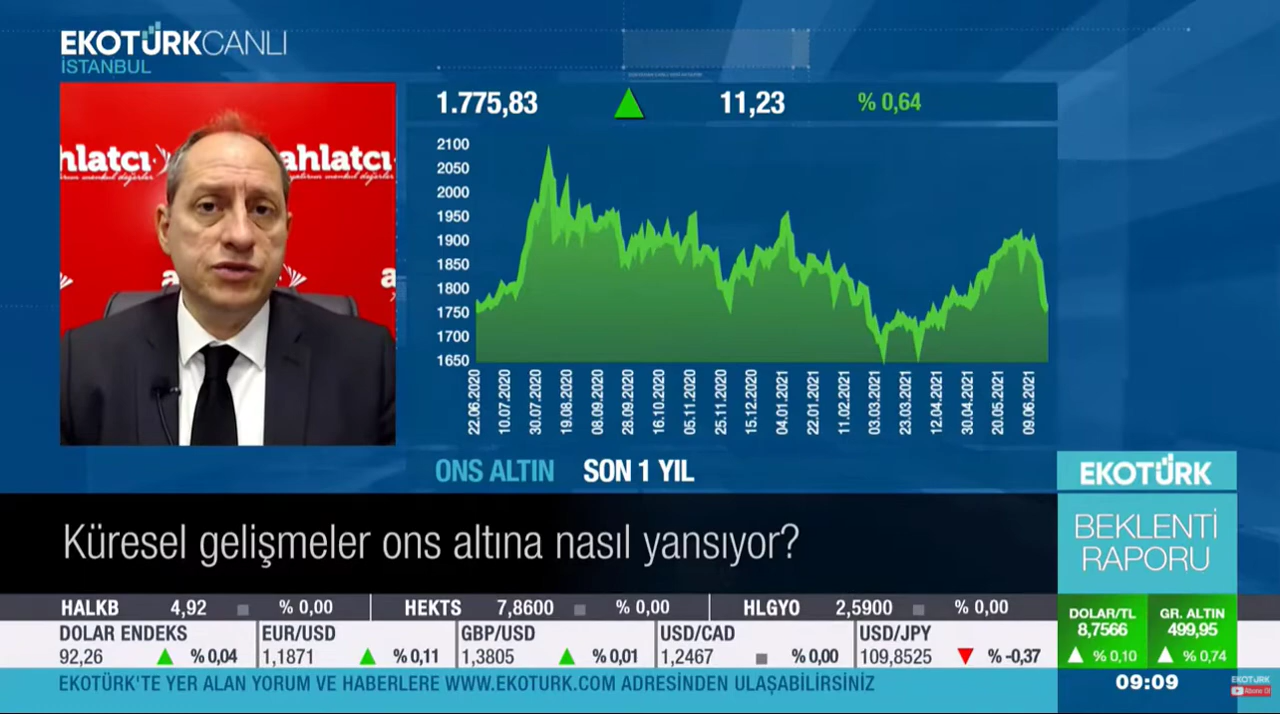 EKOTÜRK CANLI
İSTANBUL
1.775,83 11,23 % 0,64
hlatcı ahlatcı
2100
2050
2000
1950
1900
1850
1800
1750
1700
1650
22.06.2020 10.07.2020 30.07.2020 19.08.2020 08.09.2020 28.09.2020 16.10.2020 05.11.2020 25.11.2020 15.12.2020 04.01.2021 22.01.2021 11.02.2021 03.03.2021 23.03.2021 12.04.2021 30.04.2021 20.05.2021 09.06.2021
ONS ALTIN SON 1 YIL
EKOTÜRK
BEKLENTİ
RAPORU
Küresel gelişmeler ons altına nasıl yansıyor?
HALKB 4,92 % 0,00 HEKTS 7,8600 % 0,00 HLGYO 2,5900 % 0,00
DOLAR ENDEKS EUR/USD GBP/USD USD/CAD USD/JPY
92,26 % 0,04 1,1871 % 0,11 1,3805 % 0,01 1,2467 % 0,00 109,8525 % -0,37
DOLAR/TL GR. ALTIN
8,7566 499,95
% 0,10 % 0,74
09:09
EKOTÜRK'TE YER ALAN YORUM VE HABERLERE WWW.EKOTURK.COM ADRESİNDEN ULAŞABİLİRSİNİZ
EKOTÜRK
Abone Ol